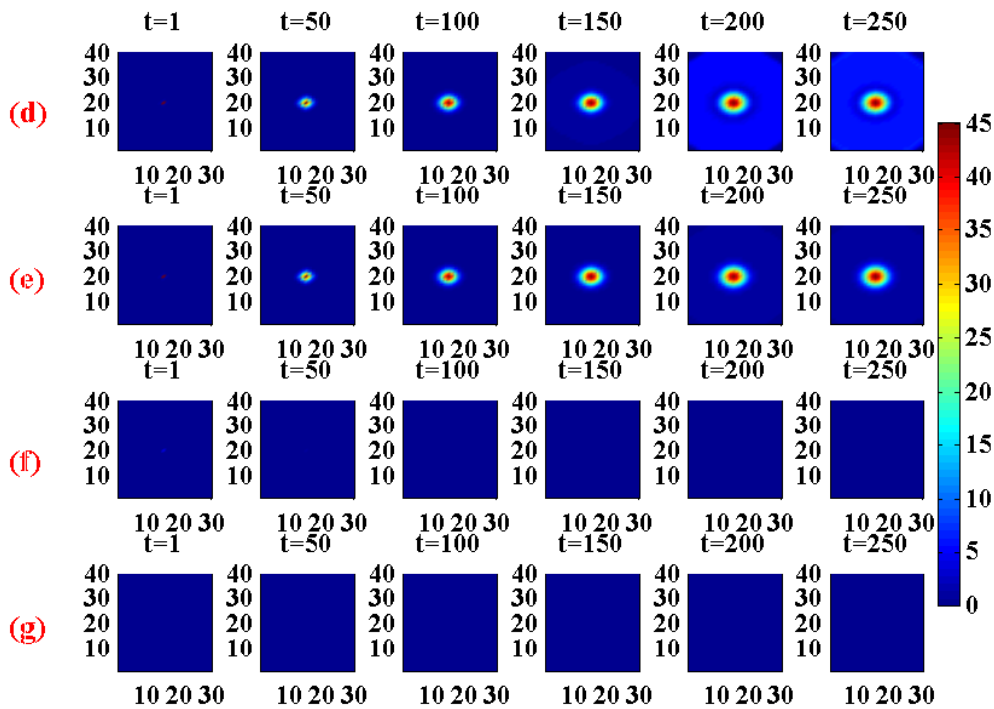 t=1 t=50 t=100 t=150 t=200 t=250
40 40 40 40 40 40
30 30 30 30 30 30
(d) 20 20 20 20 20 20
10 10 10 10 10 10
10 20 30 10 20 30 10 20 30 10 20 30 10 20 30 10 20 30
t=1 t=50 t=100 t=150 t=200 t=250
40 40 40 40 40 40
30 30 30 30 30 30
(e) 20 20 20 20 20 20
10 10 10 10 10 10
10 20 30 10 20 30 10 20 30 10 20 30 10 20 30 10 20 30
t=1 t=50 t=100 t=150 t=200 t=250
40 40 40 40 40 40
30 30 30 30 30 30
(f) 20 20 20 20 20 20
10 10 10 10 10 10
10 20 30 10 20 30 10 20 30 10 20 30 10 20 30 10 20 30
t=1 t=50 t=100 t=150 t=200 t=250
40 40 40 40 40 40
30 30 30 30 30 30
(g) 20 20 20 20 20 20
10 10 10 10 10 10
10 20 30 10 20 30 10 20 30 10 20 30 10 20 30 10 20 30
45
40
35
30
25
20
15
10
5
0